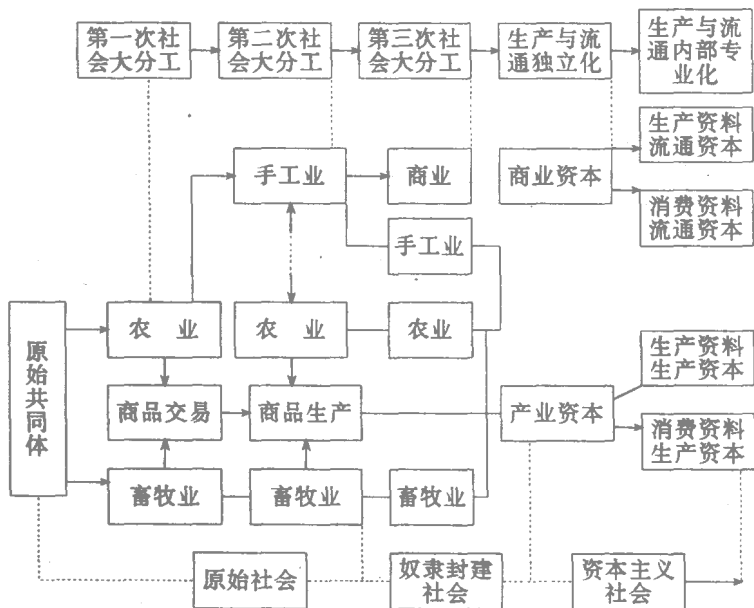 第一次社
会大分工
第二次社
会大分工
第三次社
会大分工
生产与流
通独立化
生产与流
通内部专
业化
生产资料
流通资本
手工业
商业
商业资本
消费资料
流通资本
手工业
原始共同体
农 业
农 业
农业
生产资料
生产资本
商品交易
商品生产
产业资本
消费资料
生产资本
畜牧业
畜牧业
畜牧业
原始社会
奴隶封建
社会
资本主义
社会